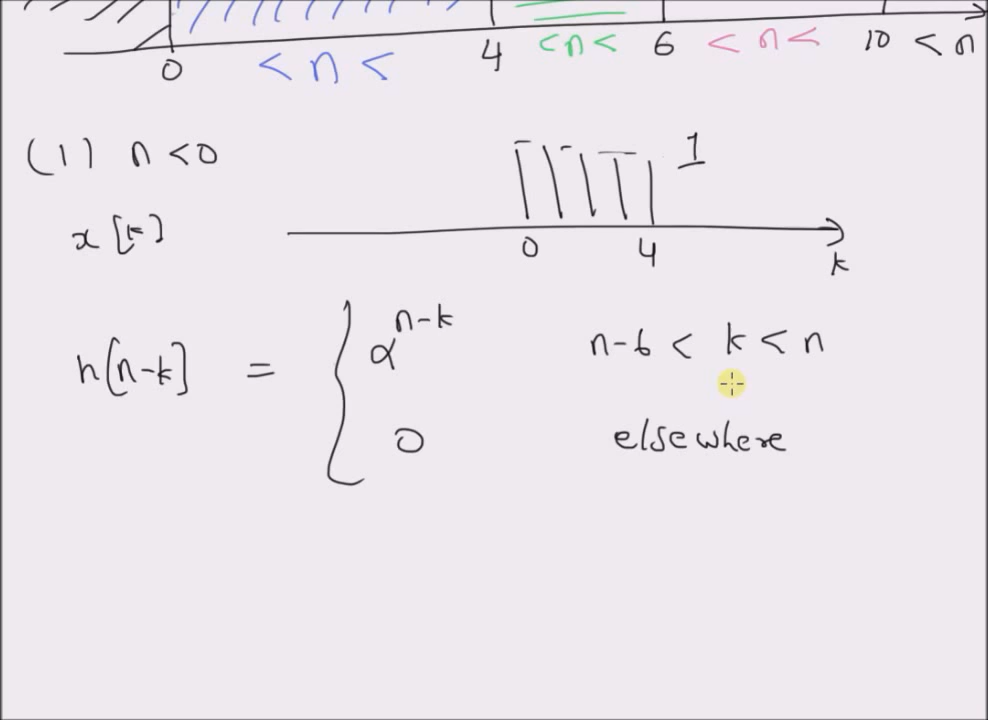 0 < n < 4 < n < 6 < n < 10 < n
(1) n < 0
1
x[k]
0 4 k
α^{n-k} n-6 < k < n
h[n-k] =
0 elsewhere